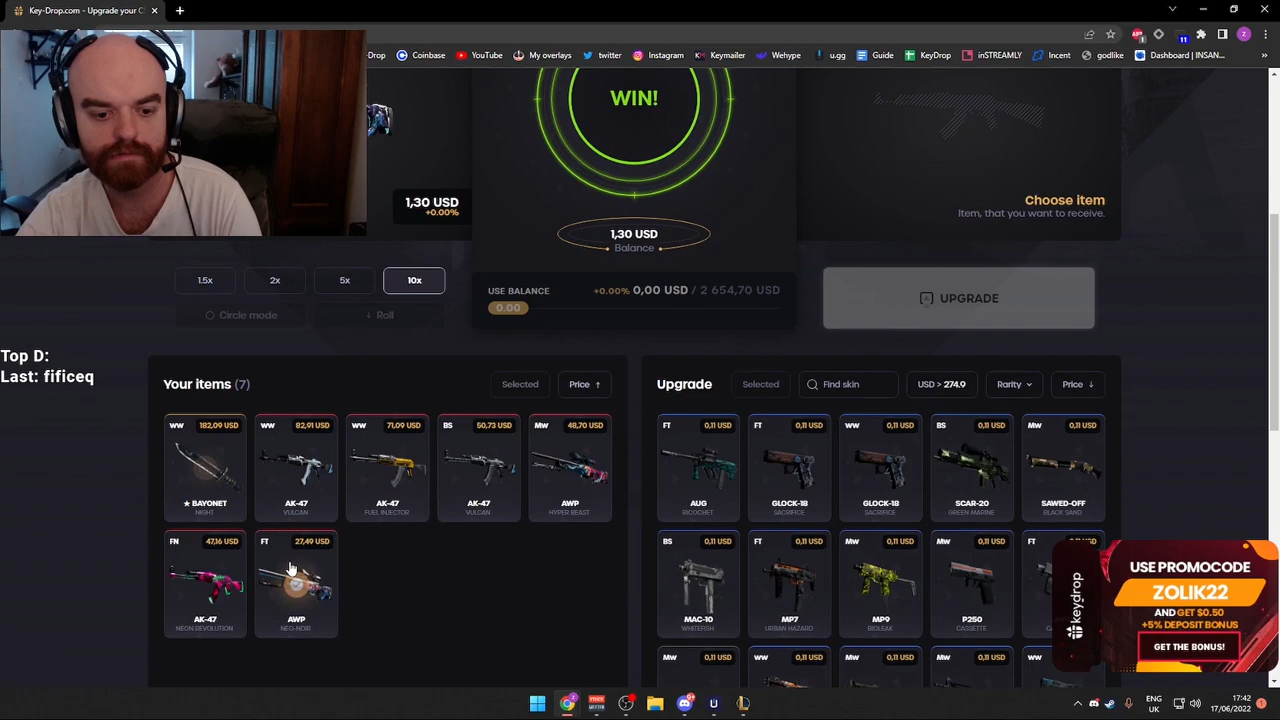 Key-Drop.com - Upgrade your C
-Drop
Coinbase
YouTube
My overlays
twitter
Instagram
Keymailer
Wehype
u.gg
Guide
KeyDrop
inSTREAMLY
Incent
godlike
Dashboard | INSAN...
11
WIN!
1,30 USD
+0.00%
1,30 USD
Balance
Choose item
Item, that you want to receive.
1.5x
2x
5x
10x
USE BALANCE
+0.00% 0,00 USD / 2 654,70 USD
0.00
UPGRADE
Circle mode
Roll
Top D:
Last: fificeq
Your items (7)
Selected
Price ↑
Upgrade
Selected
Find skin
USD > 274.9
Rarity
Price ↓
WW 182,09 USD
★ BAYONET
NIGHT
WW 82,91 USD
AK-47
VULCAN
WW 71,09 USD
AK-47
FUEL INJECTOR
BS 50,73 USD
AK-47
VULCAN
MW 48,70 USD
AWP
HYPER BEAST
FN 47,16 USD
AK-47
NEON REVOLUTION
FT 27,49 USD
AWP
NEO-NOIR
FT 0,11 USD
AUG
RICOCHET
FT 0,11 USD
GLOCK-18
SACRIFICE
WW 0,11 USD
GLOCK-18
SACRIFICE
BS 0,11 USD
SCAR-20
GREEN MARINE
MW 0,11 USD
SAWED-OFF
BLACK SAND
BS 0,11 USD
MAC-10
WHITEFISH
FT 0,11 USD
MP7
URBAN HAZARD
MW 0,11 USD
MP9
BIOLEAK
MW 0,11 USD
P250
CASSETTE
FT
MW 0,11 USD
WW 0,11 USD
MW 0,11 USD
MW 0,11 USD
WW
keydrop
USE PROMOCODE
ZOLIK22
AND GET $0.50
+5% DEPOSIT BONUS
GET THE BONUS!
ENG
UK
17:42
17/06/2022